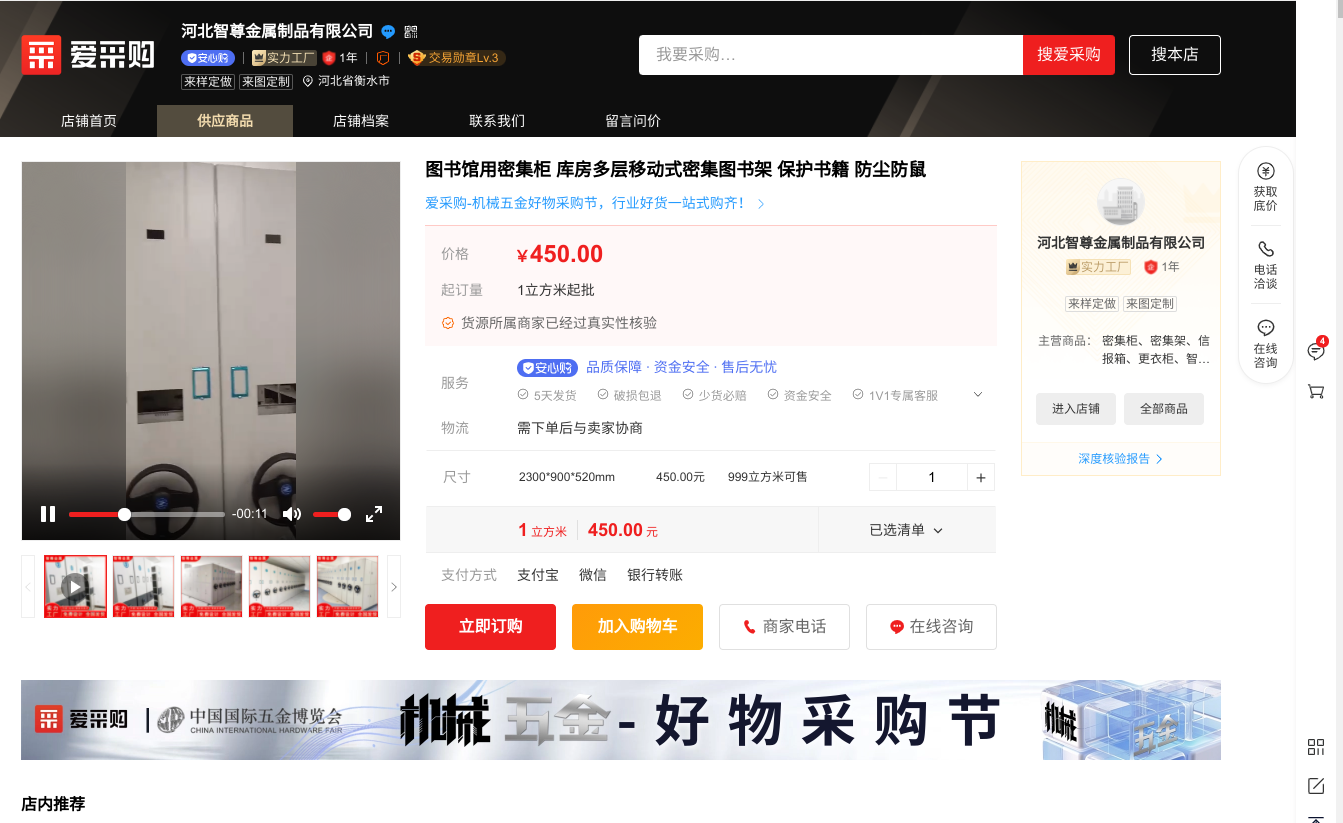 河北智尊金属制品有限公司
采 爱采购
安心购 实力工厂 1年 交易勋章Lv.3
来样定做 来图定制 河北省衡水市
我要采购... 搜爱采购 搜本店
店铺首页 供应商品 店铺档案 联系我们 留言问价
图书馆用密集柜 库房多层移动式密集图书架 保护书籍 防尘防鼠
爱采购-机械五金好物采购节，行业好货一站式购齐！
价格 ¥450.00
起订量 1立方米起批
货源所属商家已经过真实性核验
服务 安心购 品质保障 · 资金安全 · 售后无忧
5天发货 破损包退 少货必赔 资金安全 1V1专属客服
物流 需下单后与卖家协商
尺寸 2300*900*520mm 450.00元 999立方米可售 1 +
1 立方米 450.00 元 已选清单
支付方式 支付宝 微信 银行转账
立即订购 加入购物车 商家电话 在线咨询
-00:11
河北智尊金属制品有限公司
实力工厂 1年
来样定做 来图定制
主营商品： 密集柜、密集架、信
报箱、更衣柜、智...
进入店铺 全部商品
深度核验报告
获取
底价
电话
洽谈
在线
咨询
4
采 爱采购 中国国际五金博览会
CHINA INTERNATIONAL HARDWARE FAIR
机械五金-好物采购节
机械
五金
店内推荐